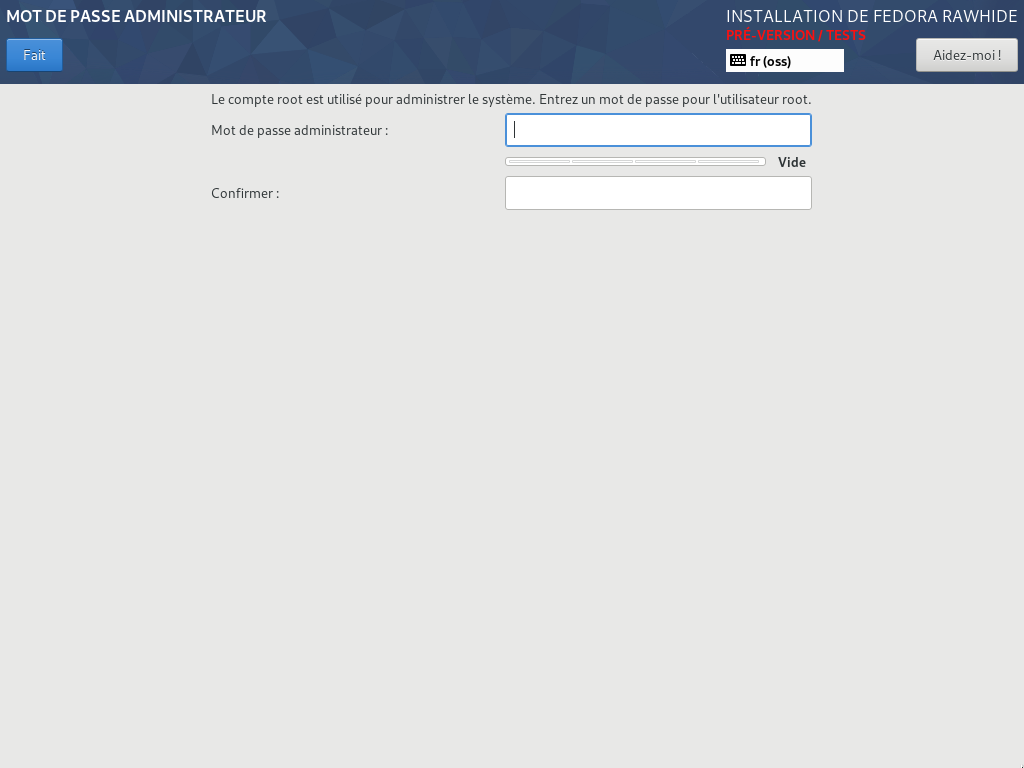 MOT DE PASSE ADMINISTRATEUR
INSTALLATION DE FEDORA RAWHIDE
PRÉ-VERSION / TESTS
Fait
fr (oss)
Aidez-moi !
Le compte root est utilisé pour administrer le système. Entrez un mot de passe pour l'utilisateur root.
Mot de passe administrateur :
Vide
Confirmer :